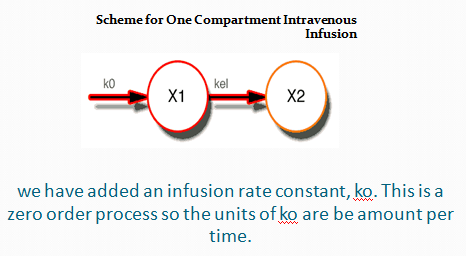 Scheme for One Compartment Intravenous
Infusion
k0
X1
kel
X2
we have added an infusion rate constant, ko. This is a
zero order process so the units of ko are be amount per
time.